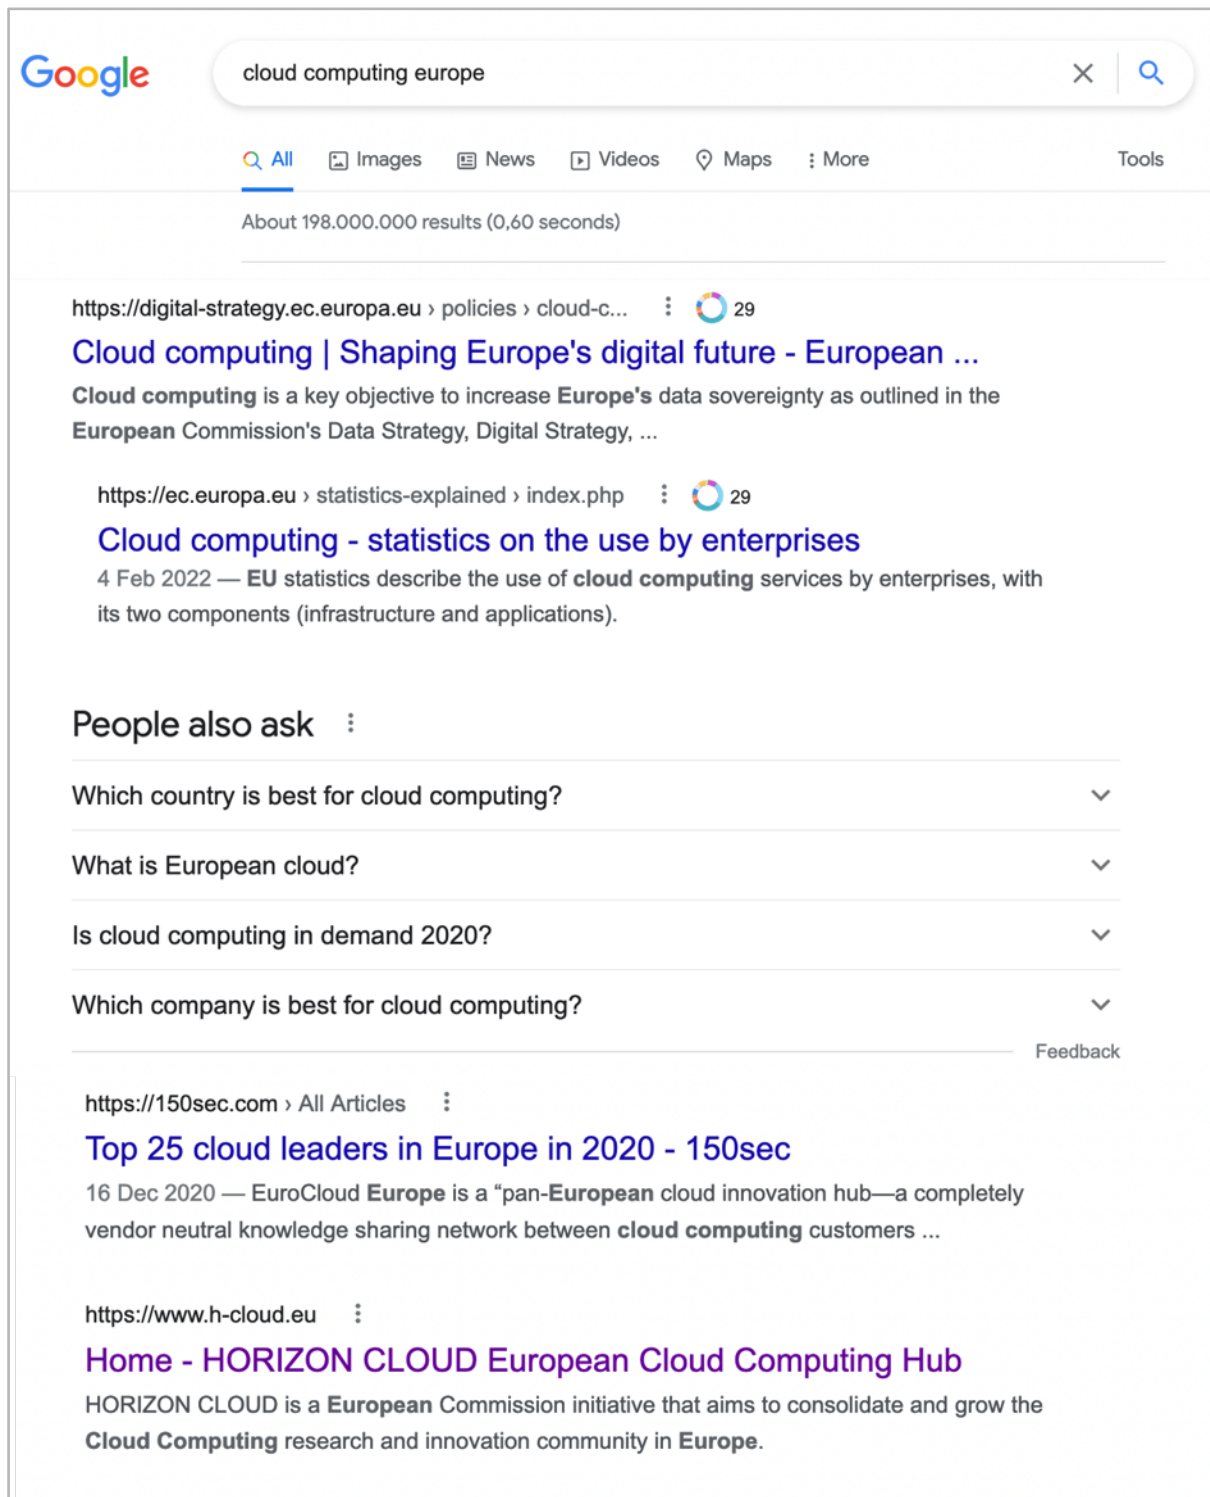 Google
cloud computing europe
All Images News Videos Maps More Tools
About 198.000.000 results (0,60 seconds)
https://digital-strategy.ec.europa.eu › policies › cloud-c... 29
Cloud computing | Shaping Europe's digital future - European ...
Cloud computing is a key objective to increase Europe's data sovereignty as outlined in the
European Commission's Data Strategy, Digital Strategy, ...
https://ec.europa.eu › statistics-explained › index.php 29
Cloud computing - statistics on the use by enterprises
4 Feb 2022 — EU statistics describe the use of cloud computing services by enterprises, with
its two components (infrastructure and applications).
People also ask
Which country is best for cloud computing?
What is European cloud?
Is cloud computing in demand 2020?
Which company is best for cloud computing?
Feedback
https://150sec.com › All Articles
Top 25 cloud leaders in Europe in 2020 - 150sec
16 Dec 2020 — EuroCloud Europe is a “pan-European cloud innovation hub—a completely
vendor neutral knowledge sharing network between cloud computing customers ...
https://www.h-cloud.eu
Home - HORIZON CLOUD European Cloud Computing Hub
HORIZON CLOUD is a European Commission initiative that aims to consolidate and grow the
Cloud Computing research and innovation community in Europe.